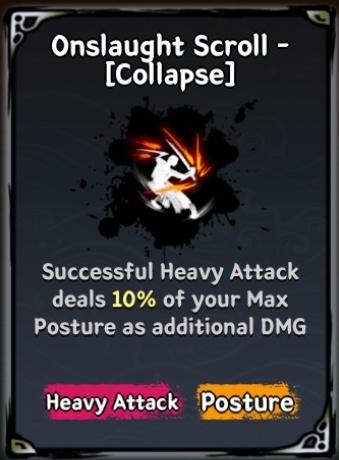 Onslaught Scroll -
[Collapse]
Successful Heavy Attack
deals 10% of your Max
Posture as additional DMG
Heavy Attack Posture